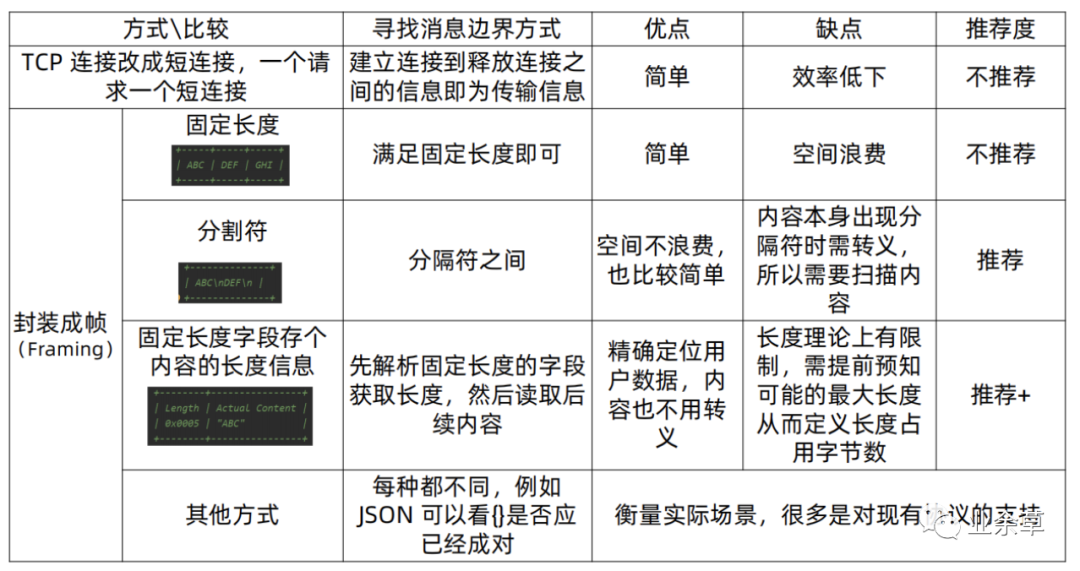 方式\比较 寻找消息边界方式 优点 缺点 推荐度
TCP 连接改成短连接，一个请
求一个短连接
建立连接到释放连接之
间的信息即为传输信息
简单
效率低下
不推荐
封装成帧
（Framing）
固定长度
+-----+-----+-----+
| ABC | DEF | GHI |
+-----+-----+-----+
满足固定长度即可
简单
空间浪费
不推荐
分割符
+--------------+
| ABC\nDEF\n |
+--------------+
分隔符之间
空间不浪费，
也比较简单
内容本身出现分
隔符时需转义，
所以需要扫描内
容
推荐
固定长度字段存个
内容的长度信息
+--------+----------------+
| Length | Actual Content |
| 0x0005 | "ABC" |
+--------+----------------+
先解析固定长度的字段
获取长度，然后读取后
续内容
精确定位用
户数据，内
容也不用转
义
长度理论上有限
制，需提前预知
可能的最大长度
从而定义长度占
用字节数
推荐+
其他方式
每种都不同，例如
JSON 可以看{}是否应
已经成对
衡量实际场景，很多是对现有协议的支持
业余草